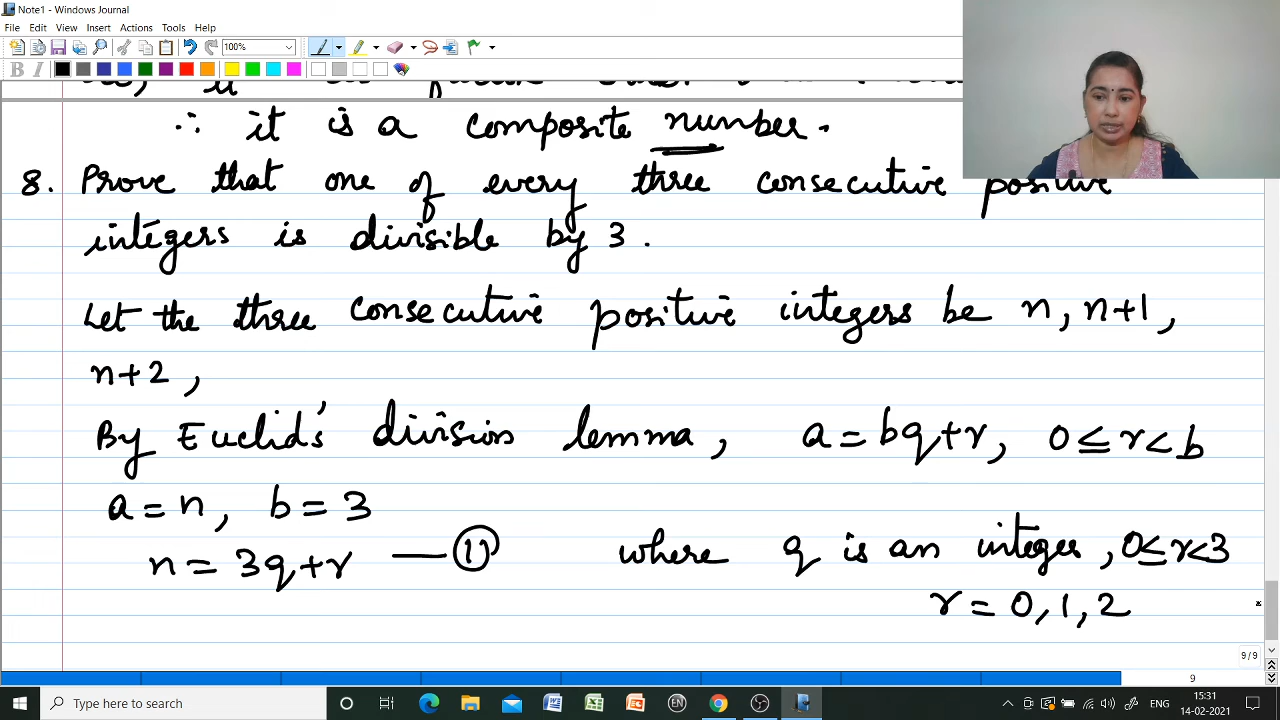 Note1 - Windows Journal
File Edit View Insert Actions Tools Help
100%
B I
∴ it is a composite number.
8. Prove that one of every three consecutive positive
integers is divisible by 3.
Let the three consecutive positive integers be n, n+1,
n+2,
By Euclid's division lemma, a = bq+r, 0≤r<b
a = n, b = 3
n = 3q+r —(1) where q is an integer, 0≤r<3
r = 0,1,2
9/9
9
Type here to search
EN
ENG
15:31
14-02-2021